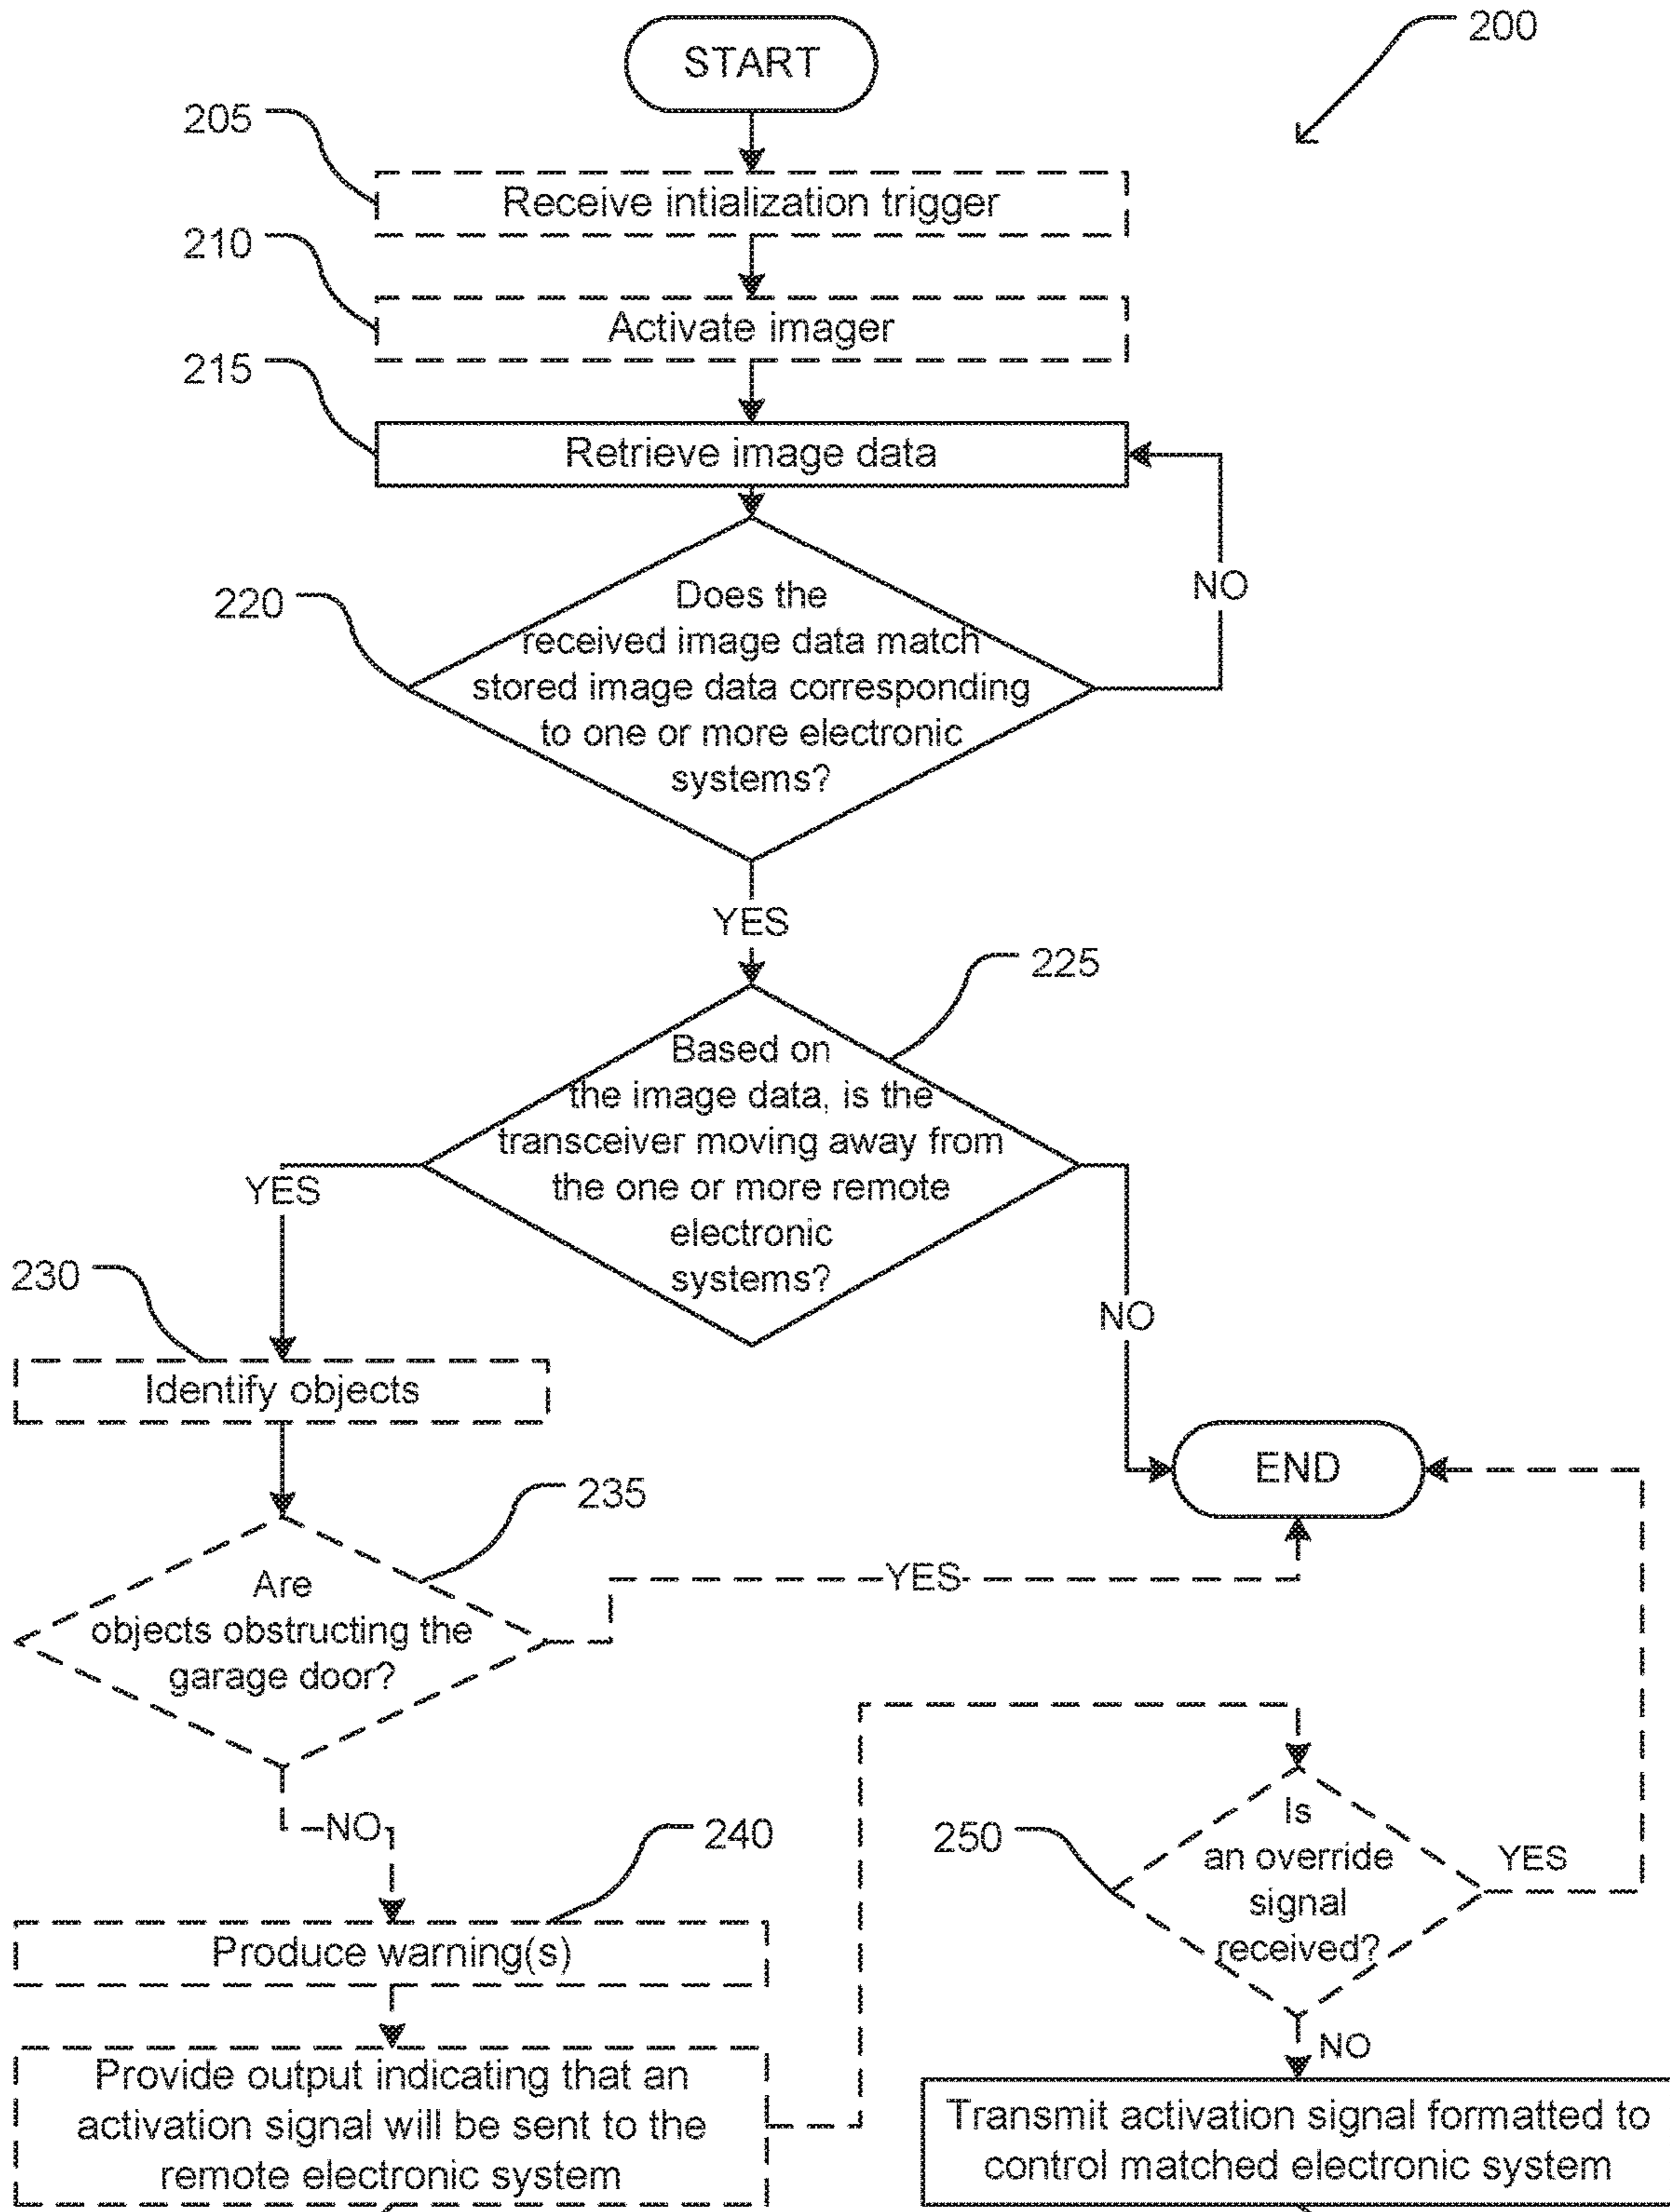 START
200
205
Receive intialization trigger
210
Activate imager
215
Retrieve image data
220
Does the
received image data match
stored image data corresponding
to one or more electronic
systems?
NO
YES
225
Based on
the image data, is the
transceiver moving away from
the one or more remote
electronic
systems?
YES
NO
230
Identify objects
END
235
Are
objects obstructing the
garage door?
YES
NO
240
Produce warning(s)
250
Is
an override
signal
received?
YES
NO
Provide output indicating that an
activation signal will be sent to the
remote electronic system
Transmit activation signal formatted to
control matched electronic system